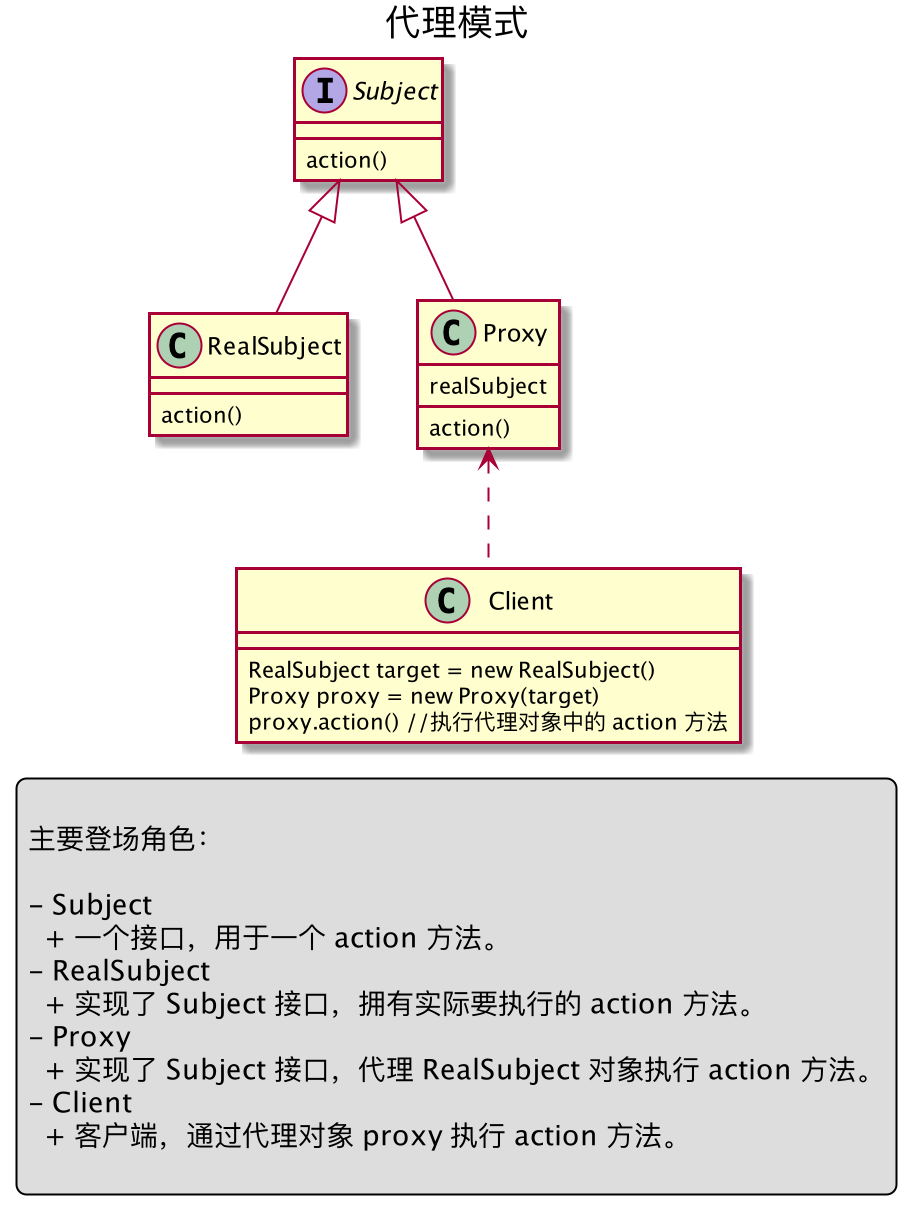 代理模式
I Subject
action()
C RealSubject
action()
C Proxy
realSubject
action()
C Client
RealSubject target = new RealSubject()
Proxy proxy = new Proxy(target)
proxy.action() //执行代理对象中的 action 方法
主要登场角色：
- Subject
+ 一个接口，用于一个 action 方法。
- RealSubject
+ 实现了 Subject 接口，拥有实际要执行的 action 方法。
- Proxy
+ 实现了 Subject 接口，代理 RealSubject 对象执行 action 方法。
- Client
+ 客户端，通过代理对象 proxy 执行 action 方法。